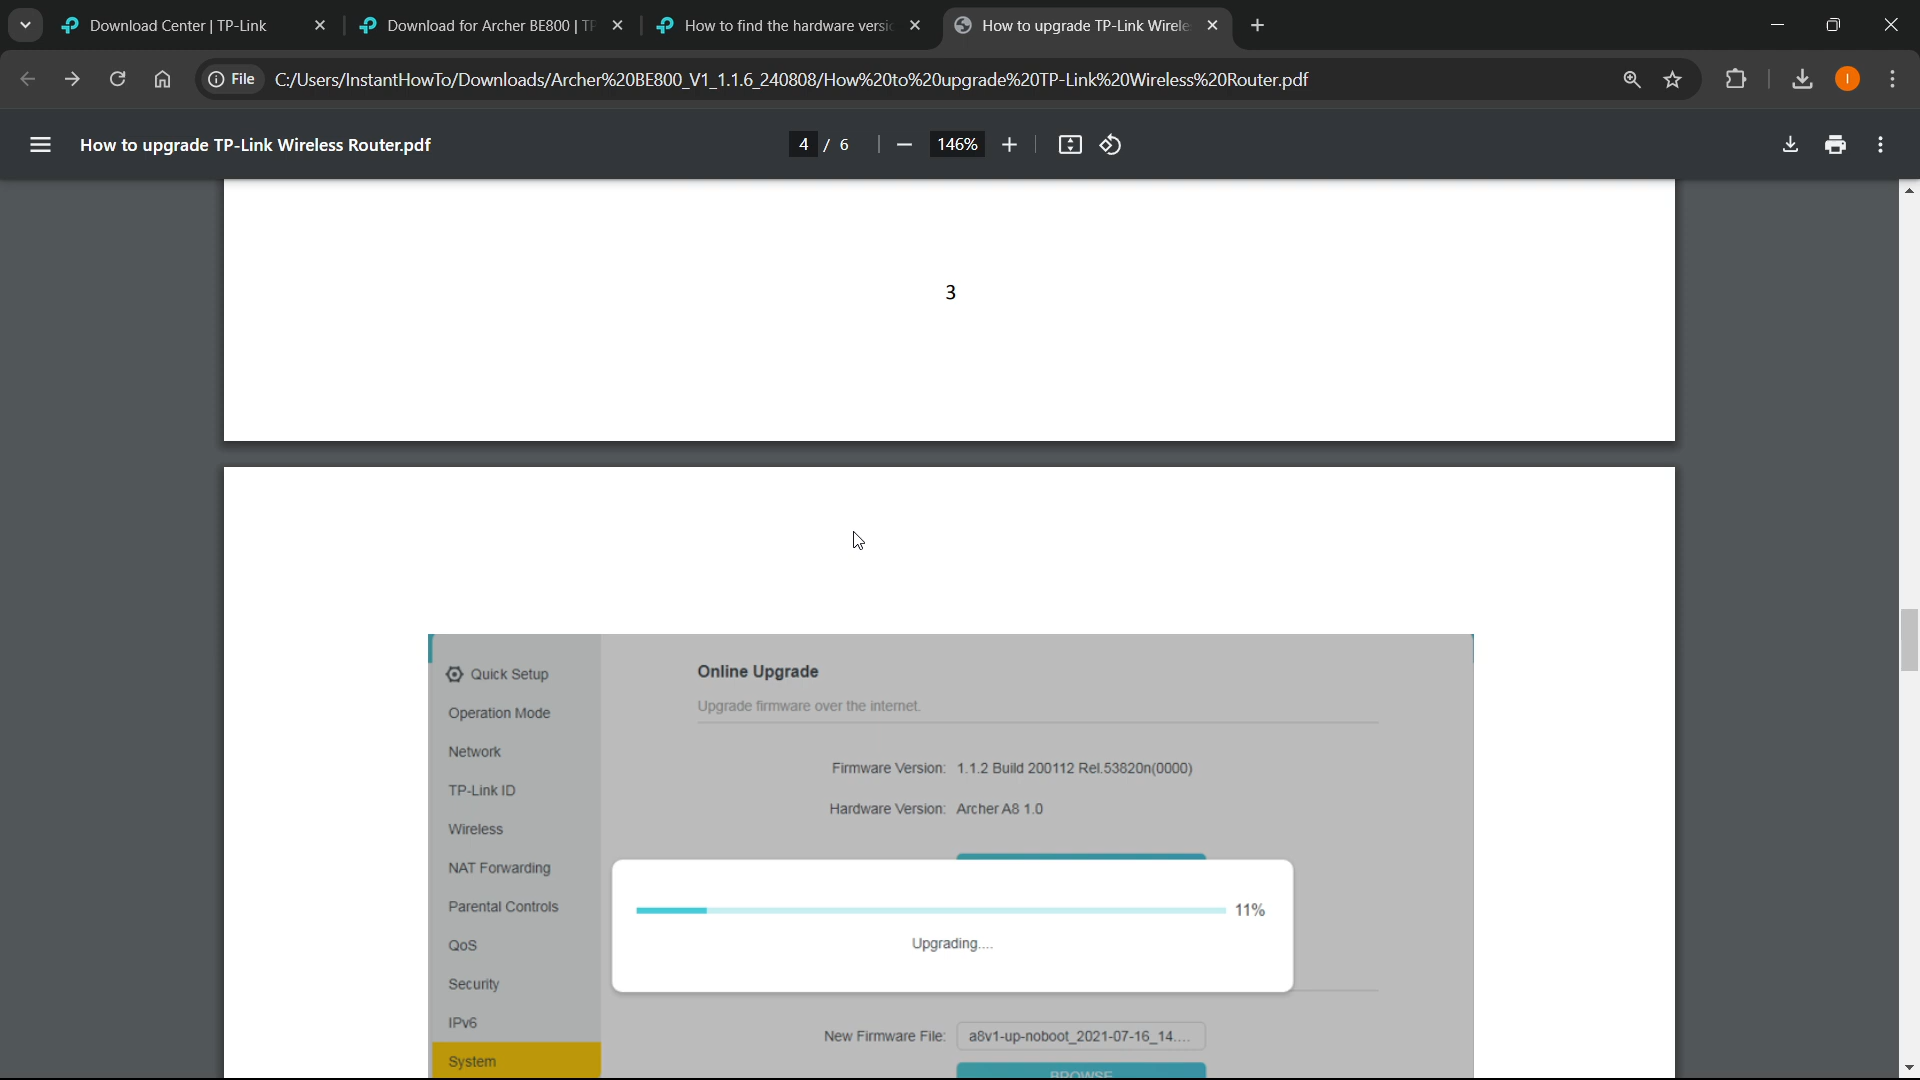 Download Center | TP-Link
Download for Archer BE800 | TP
How to find the hardware versi
How to upgrade TP-Link Wirele
File
C:/Users/InstantHowTo/Downloads/Archer%20BE800_V1_1.1.6_240808/How%20to%20upgrade%20TP-Link%20Wireless%20Router.pdf
I
How to upgrade TP-Link Wireless Router.pdf
4 / 6
146%
3
Quick Setup
Operation Mode
Network
TP-Link ID
Wireless
NAT Forwarding
Parental Controls
QoS
Security
IPv6
System
Online Upgrade
Upgrade firmware over the internet.
Firmware Version: 1.1.2 Build 200112 Rel.53820n(0000)
Hardware Version: Archer A8 1.0
11%
Upgrading....
New Firmware File: a8v1-up-noboot_2021-07-16_14....
BROWSE